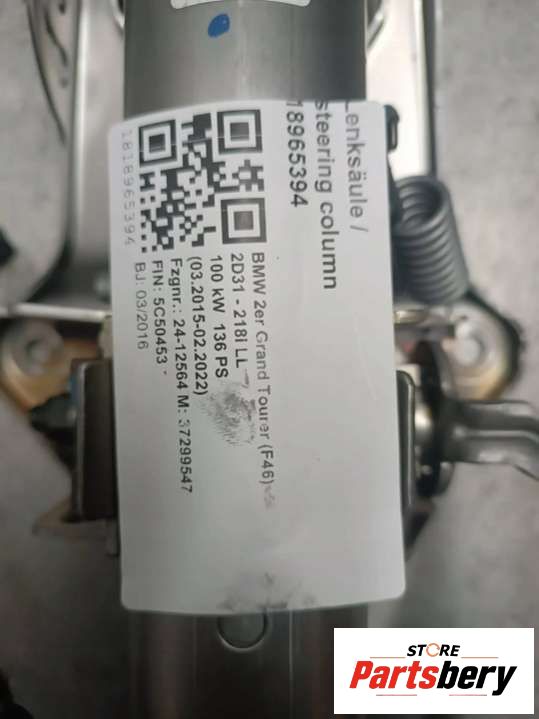 Lenksäule /
steering column
18965394
BMW 2er Grand Tourer (F46)
2D31 - 218i LL
100 kW 136 PS
(03.2015-02.2022)
Fzgnr.: 24-12564 M: 37299547
FIN: 5C58453
BJ: 03/2016
1818965394
STORE
Partsbery